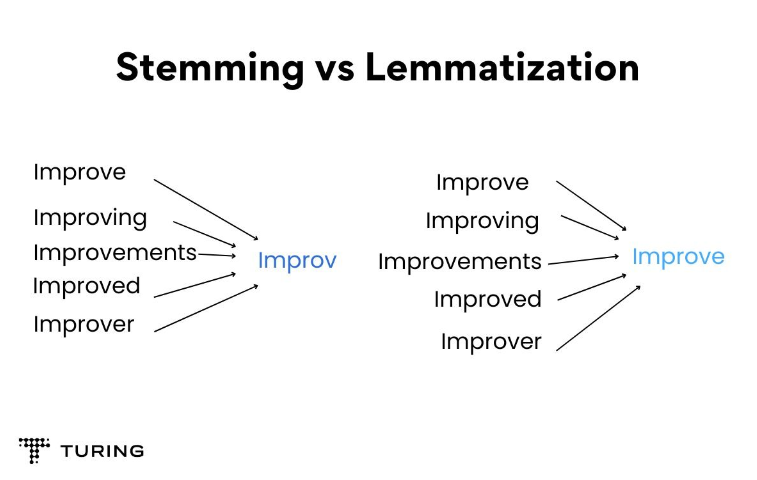 Stemming vs Lemmatization
Improve
Improving
Improvements
Improved
Improver
Improv
Improve
Improving
Improvements
Improved
Improver
Improve
TURING